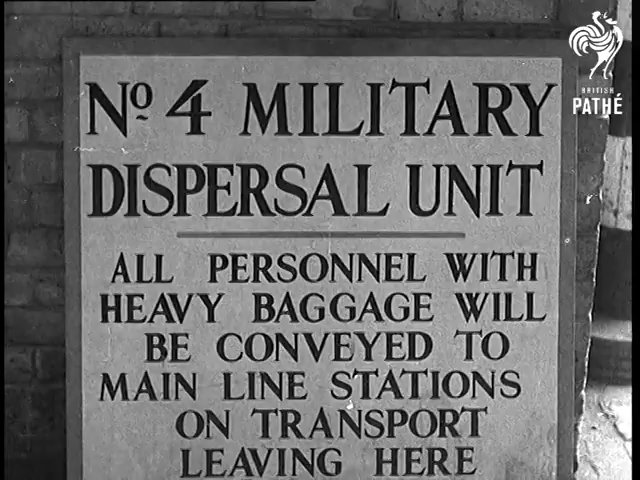 No 4 MILITARY
DISPERSAL UNIT
ALL PERSONNEL WITH
HEAVY BAGGAGE WILL
BE CONVEYED TO
MAIN LINE STATIONS
ON TRANSPORT
LEAVING HERE
BRITISH
PATHÉ